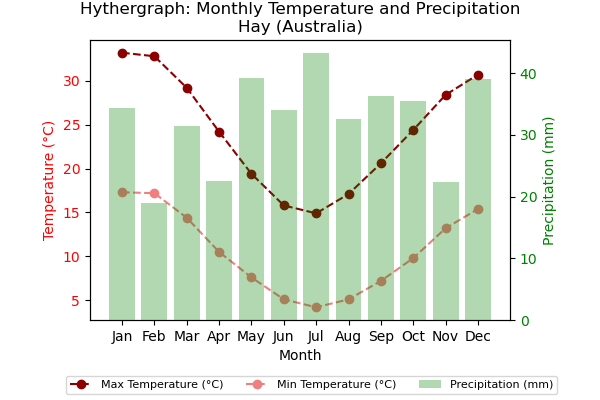 Hythergraph: Monthly Temperature and Precipitation
Hay (Australia)
Temperature (°C)
30
25
20
15
10
5
Precipitation (mm)
40
30
20
10
0
Jan Feb Mar Apr May Jun Jul Aug Sep Oct Nov Dec
Month
Max Temperature (°C) Min Temperature (°C) Precipitation (mm)